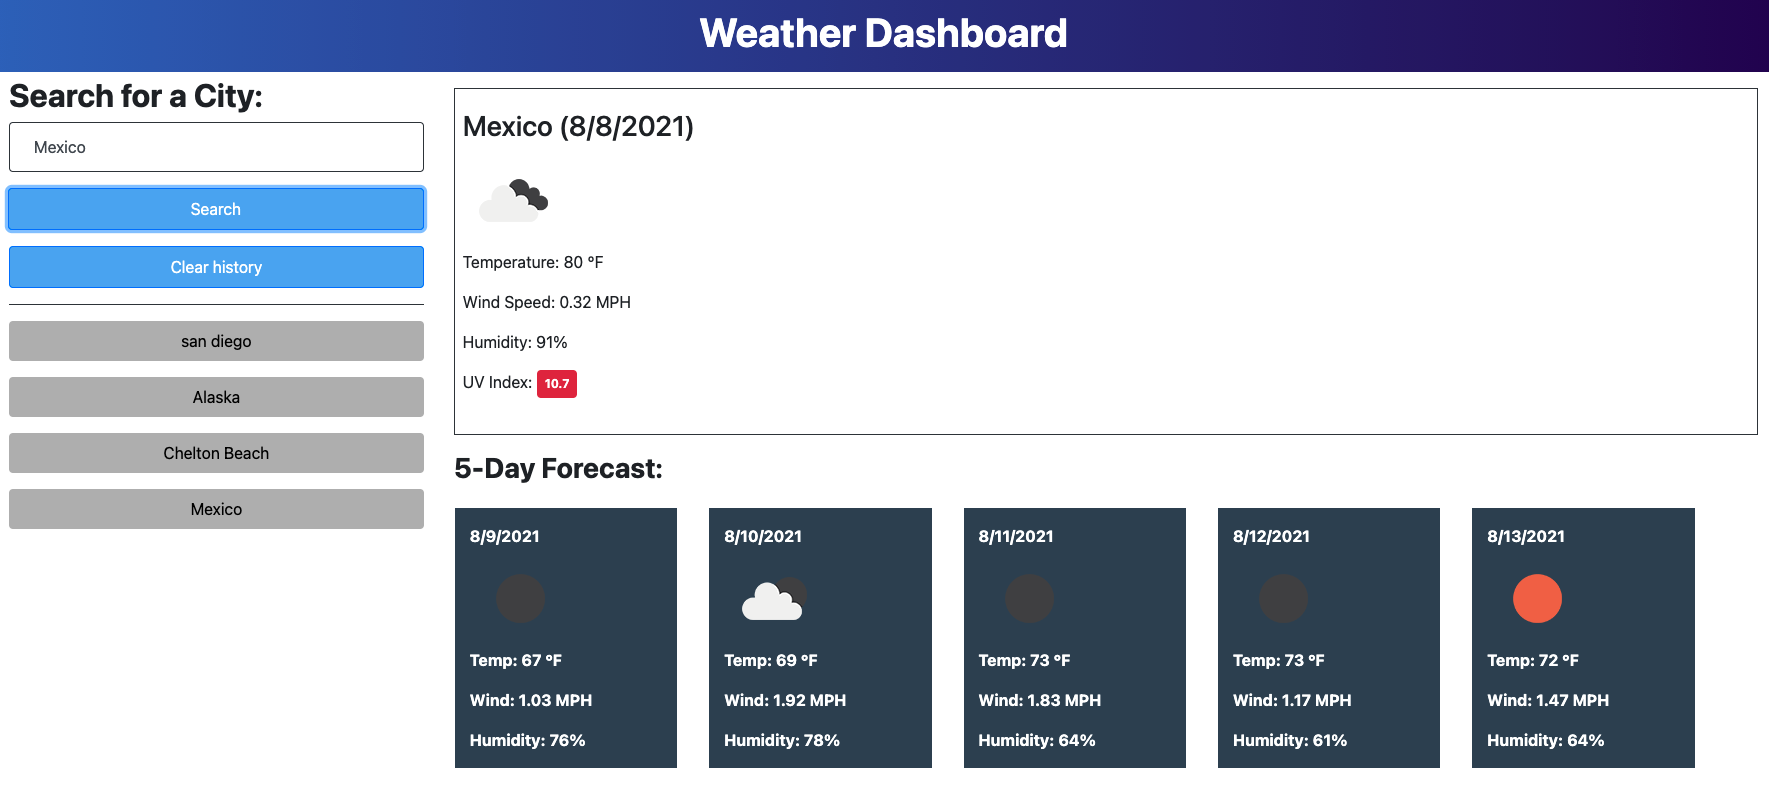 Weather Dashboard
Search for a City:
Mexico
Search
Clear history
san diego
Alaska
Chelton Beach
Mexico
Mexico (8/8/2021)
Temperature: 80 °F
Wind Speed: 0.32 MPH
Humidity: 91%
UV Index: 10.7
5-Day Forecast:
8/9/2021
Temp: 67 °F
Wind: 1.03 MPH
Humidity: 76%
8/10/2021
Temp: 69 °F
Wind: 1.92 MPH
Humidity: 78%
8/11/2021
Temp: 73 °F
Wind: 1.83 MPH
Humidity: 64%
8/12/2021
Temp: 73 °F
Wind: 1.17 MPH
Humidity: 61%
8/13/2021
Temp: 72 °F
Wind: 1.47 MPH
Humidity: 64%